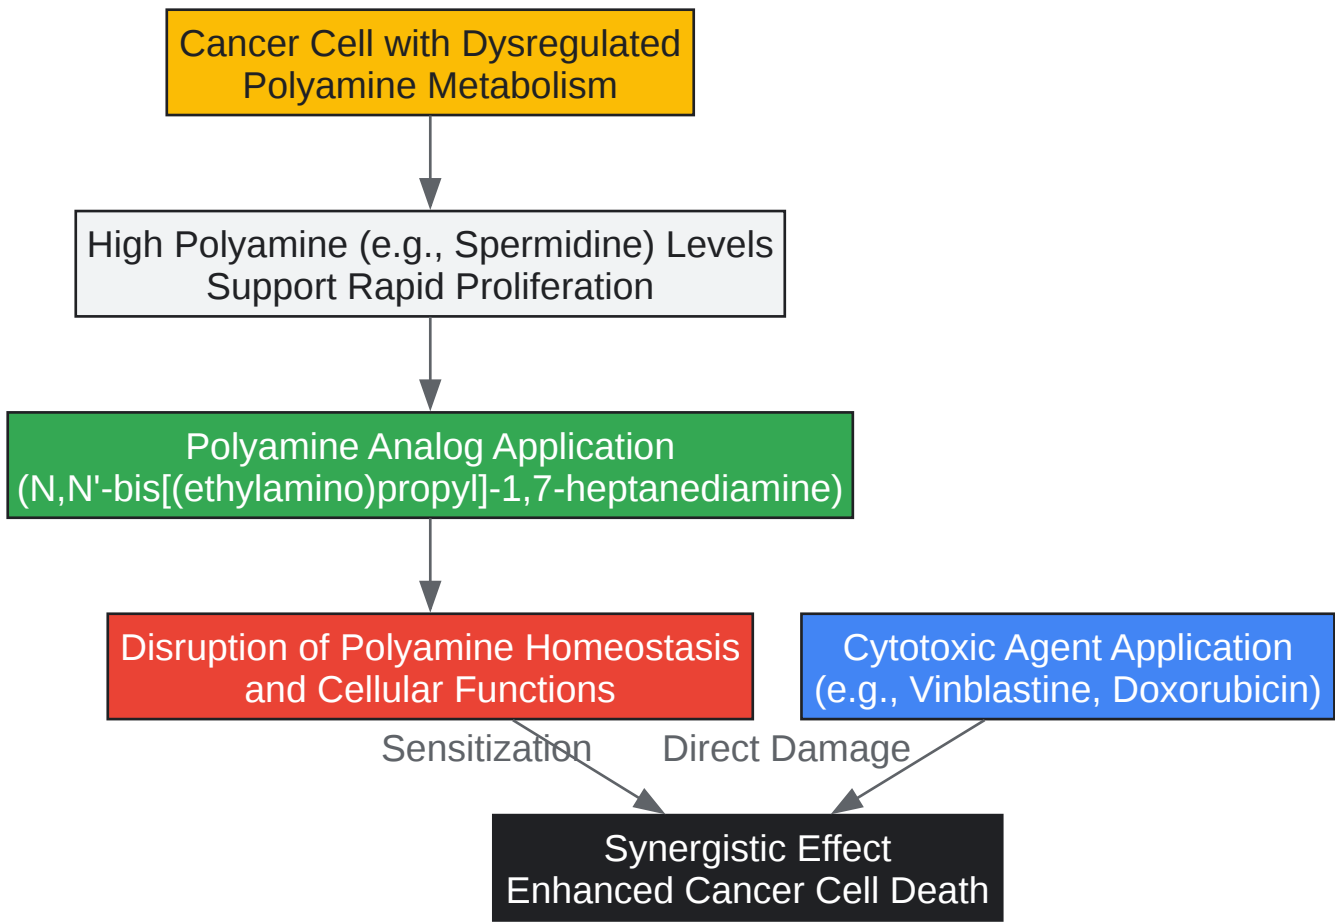 Cancer Cell with Dysregulated
Polyamine Metabolism
High Polyamine (e.g., Spermidine) Levels
Support Rapid Proliferation
Polyamine Analog Application
(N,N'-bis[(ethylamino)propyl]-1,7-heptanediamine)
Disruption of Polyamine Homeostasis
and Cellular Functions
Cytotoxic Agent Application
(e.g., Vinblastine, Doxorubicin)
Sensitization
Direct Damage
Synergistic Effect
Enhanced Cancer Cell Death